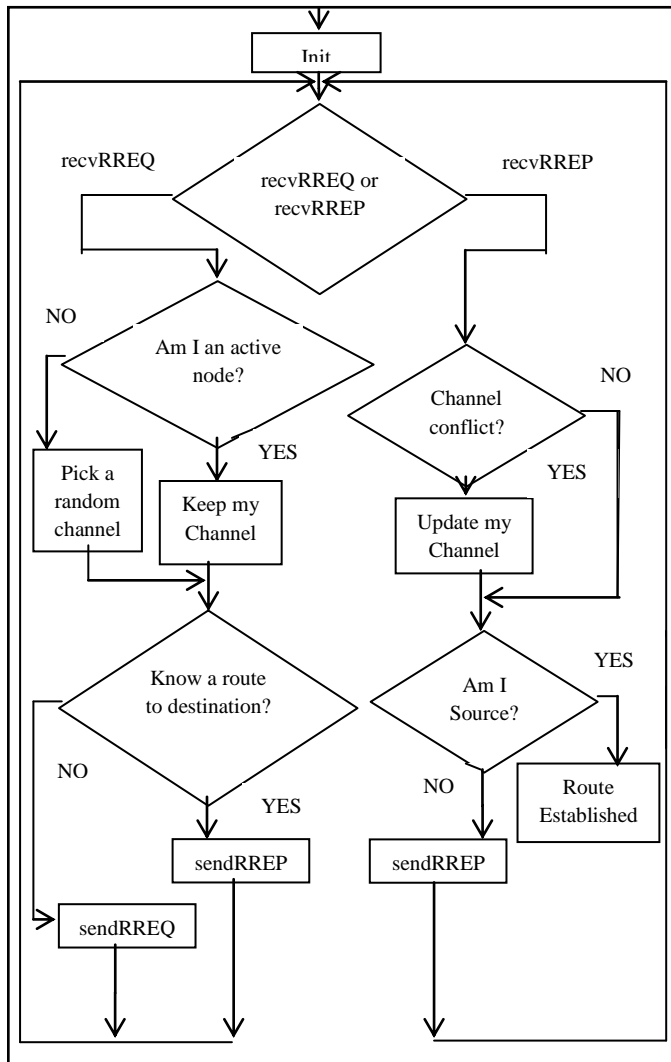 Init
recvRREQ
recvRREQ or
recvRREP
recvRREP
NO
Am I an active
node?
YES
Pick a
random
channel
Keep my
Channel
Channel
conflict?
NO
YES
Update my
Channel
Know a route
to destination?
NO
YES
sendRREP
sendRREQ
Am I
Source?
YES
NO
Route
Established
sendRREP